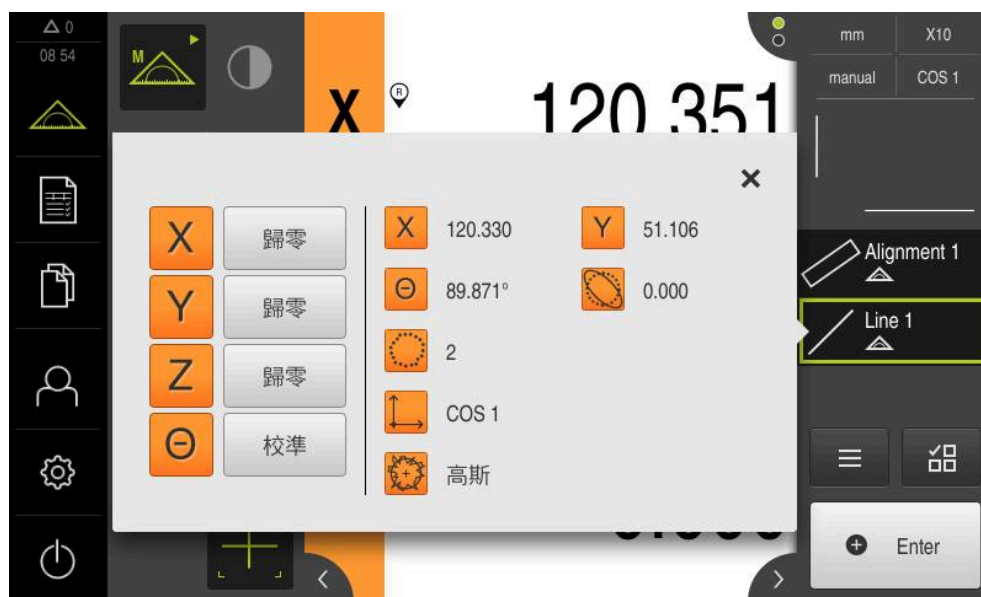 0
08 54
M
X
R
120.351
mm X10
manual COS 1
X 歸零
Y 歸零
Z 歸零
Θ 校準
X 120.330 Y 51.106
Θ 89.871° 0.000
2
COS 1
高斯
Alignment 1
Line 1
Enter